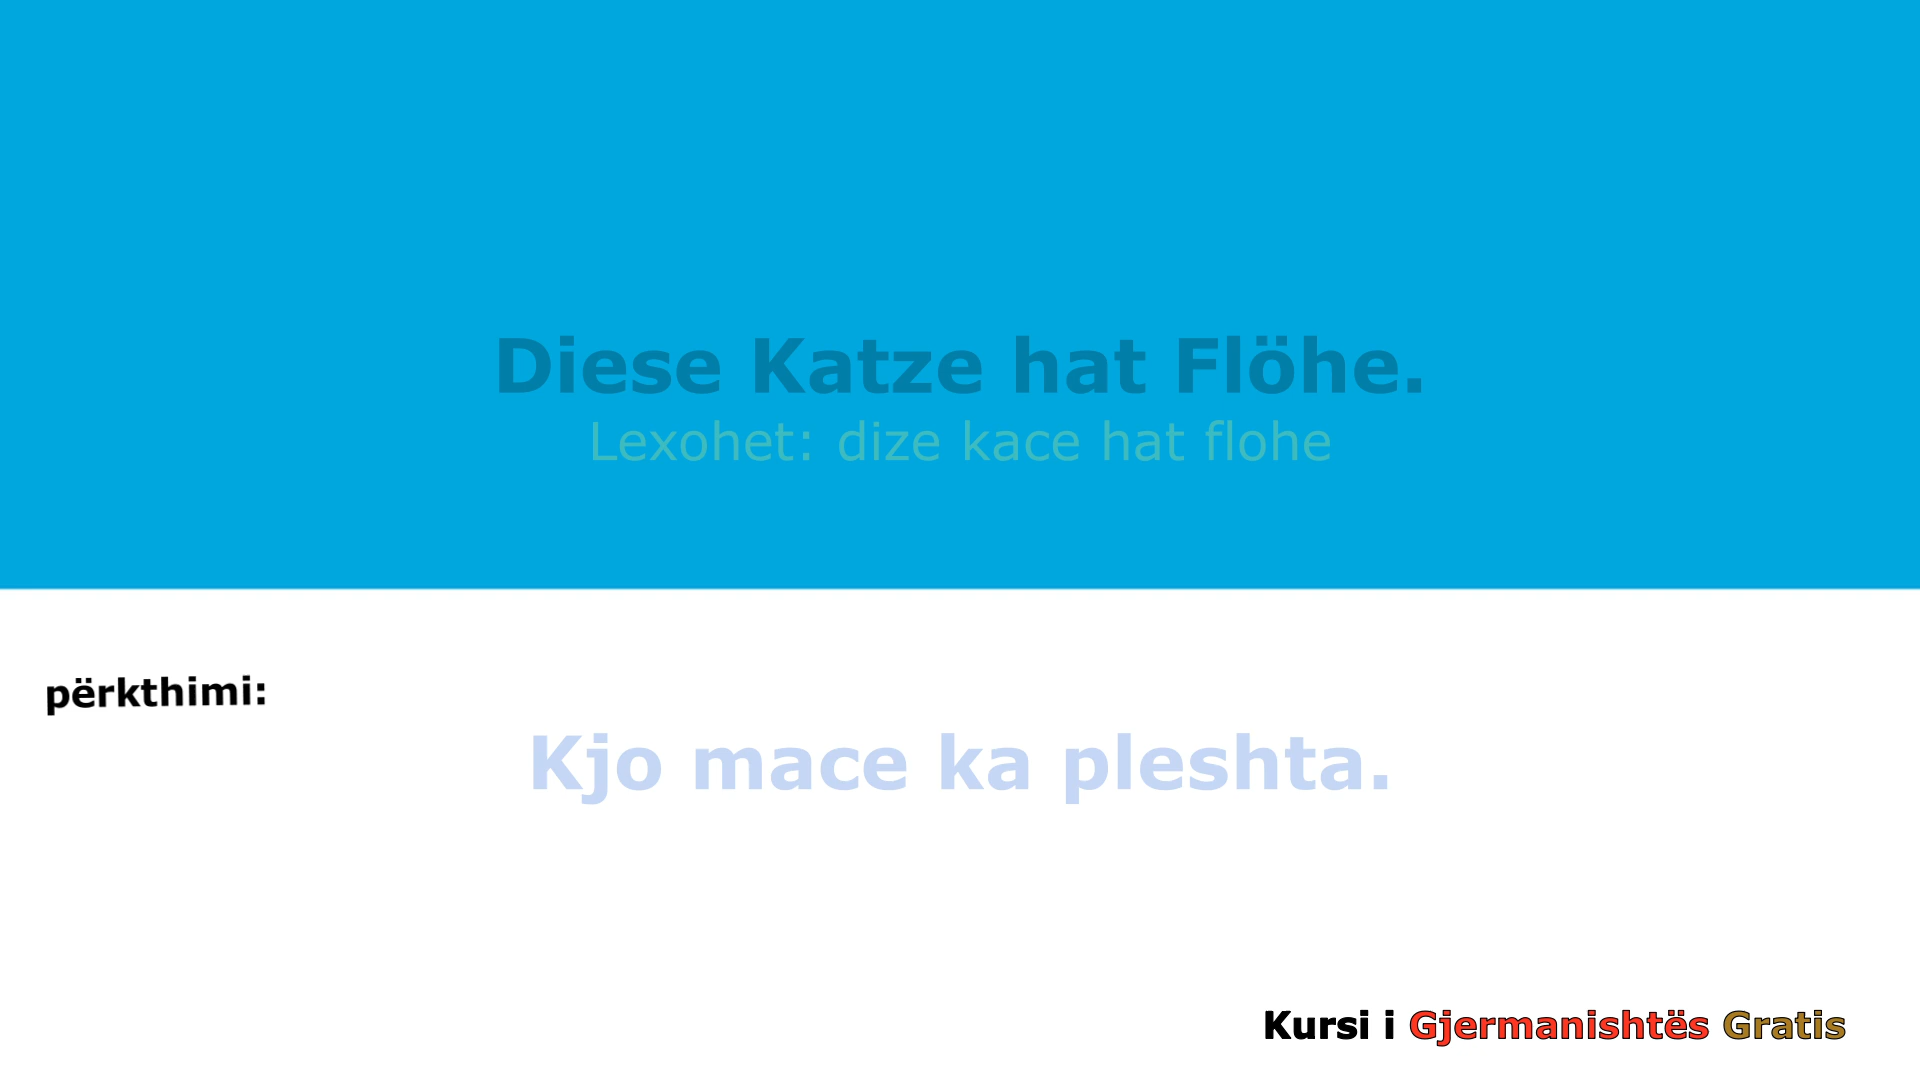 Diese Katze hat Flöhe.
Lexohet: dize kace hat flohe
përkthimi:
Kjo mace ka pleshta.
Kursi i Gjermanishtës Gratis